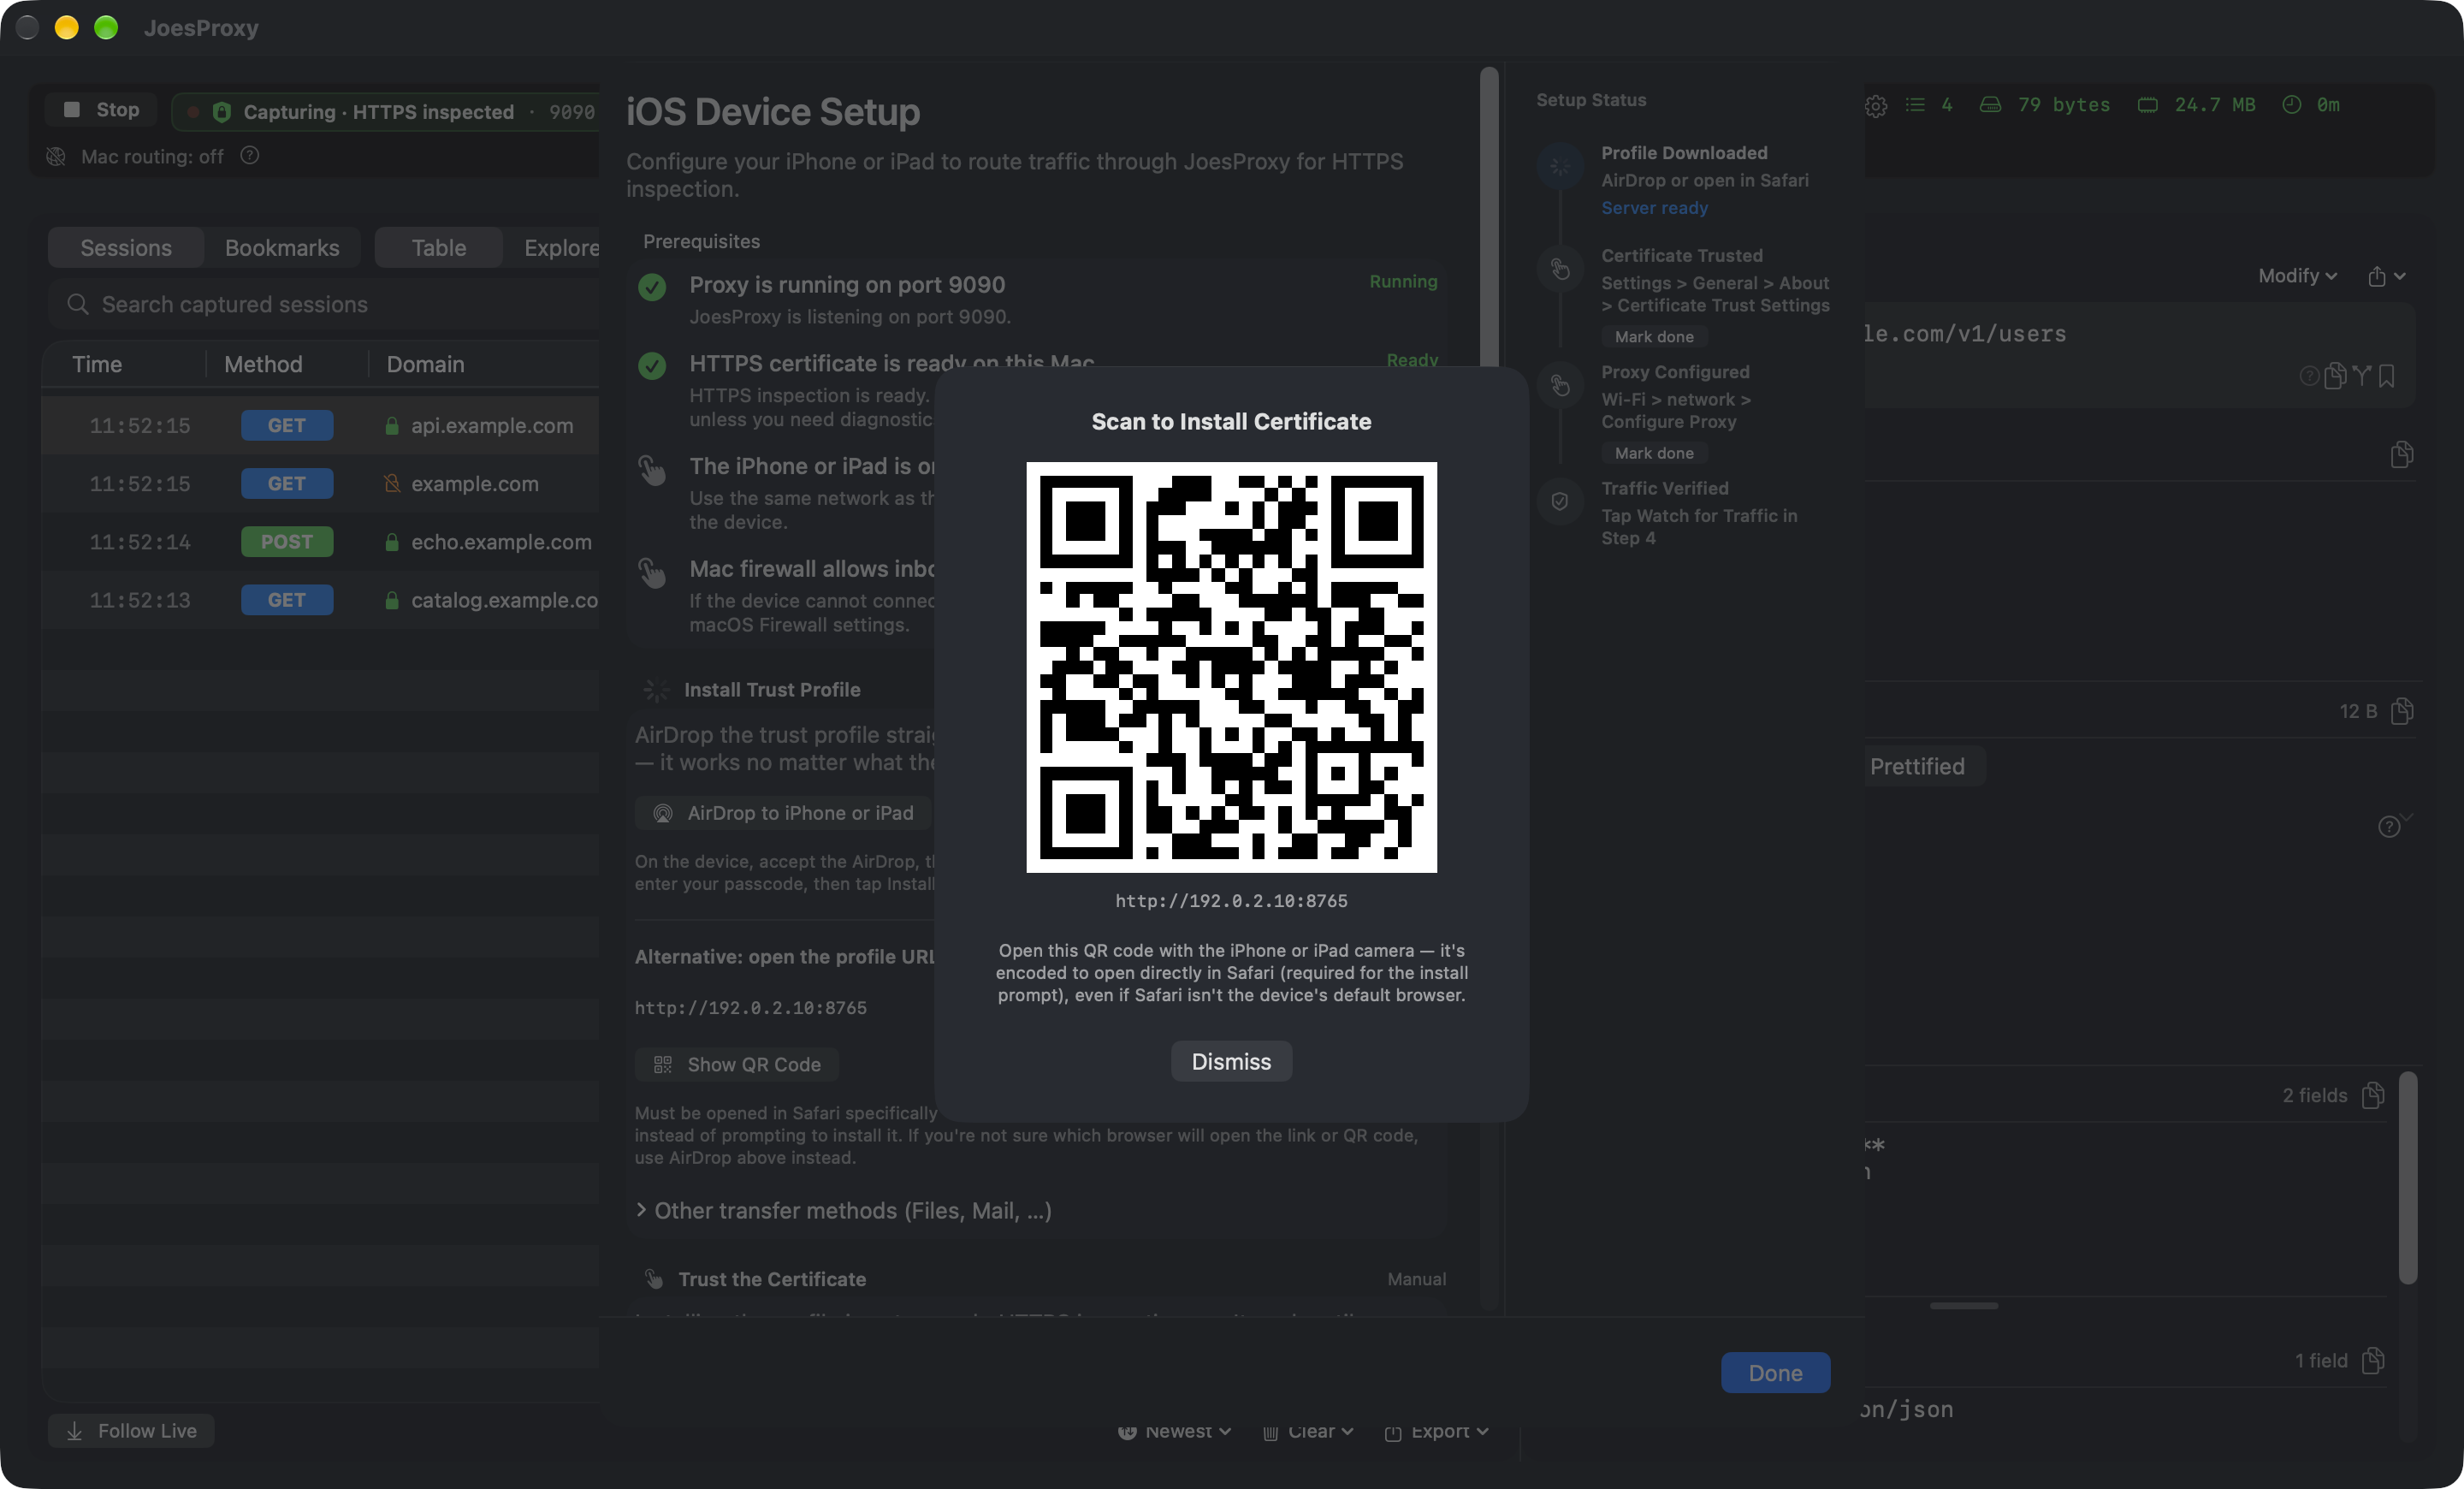 JoesProxy
Stop
Capturing · HTTPS inspected · 9090
Mac routing: off
4
79 bytes
24.7 MB
0m
Sessions
Bookmarks
Table
Explore
Search captured sessions
Time
Method
Domain
11:52:15
GET
api.example.com
11:52:15
GET
example.com
11:52:14
POST
echo.example.com
11:52:13
GET
catalog.example.co
Follow Live
iOS Device Setup
Configure your iPhone or iPad to route traffic through JoesProxy for HTTPS
inspection.
Prerequisites
Proxy is running on port 9090
Running
JoesProxy is listening on port 9090.
HTTPS certificate is ready on this Mac
Ready
HTTPS inspection is ready.
unless you need diagnostic
The iPhone or iPad is
Use the same network as
the device.
Mac firewall allows
If the device cannot
macOS Firewall settings.
Install Trust Profile
AirDrop the trust profile
— it works no matter what
AirDrop to iPhone or iPad
On the device, accept the AirDrop,
enter your passcode, then tap Install
Alternative: open the profile URL
http://192.0.2.10:8765
Show QR Code
Must be opened in Safari specifically
instead of prompting to install it. If you're not sure which browser will open the link or QR code,
use AirDrop above instead.
Other transfer methods (Files, Mail, ...)
Trust the Certificate
Manual
Scan to Install Certificate
http://192.0.2.10:8765
Open this QR code with the iPhone or iPad camera — it's
encoded to open directly in Safari (required for the install
prompt), even if Safari isn't the device's default browser.
Dismiss
Setup Status
Profile Downloaded
AirDrop or open in Safari
Server ready
Certificate Trusted
Settings > General > About
> Certificate Trust Settings
Mark done
Proxy Configured
Wi-Fi > network >
Configure Proxy
Mark done
Traffic Verified
Tap Watch for Traffic in
Step 4
Done
Newest
Clear
Export
Modify
le.com/v1/users
12 B
Prettified
2 fields
**
1 field
on/json